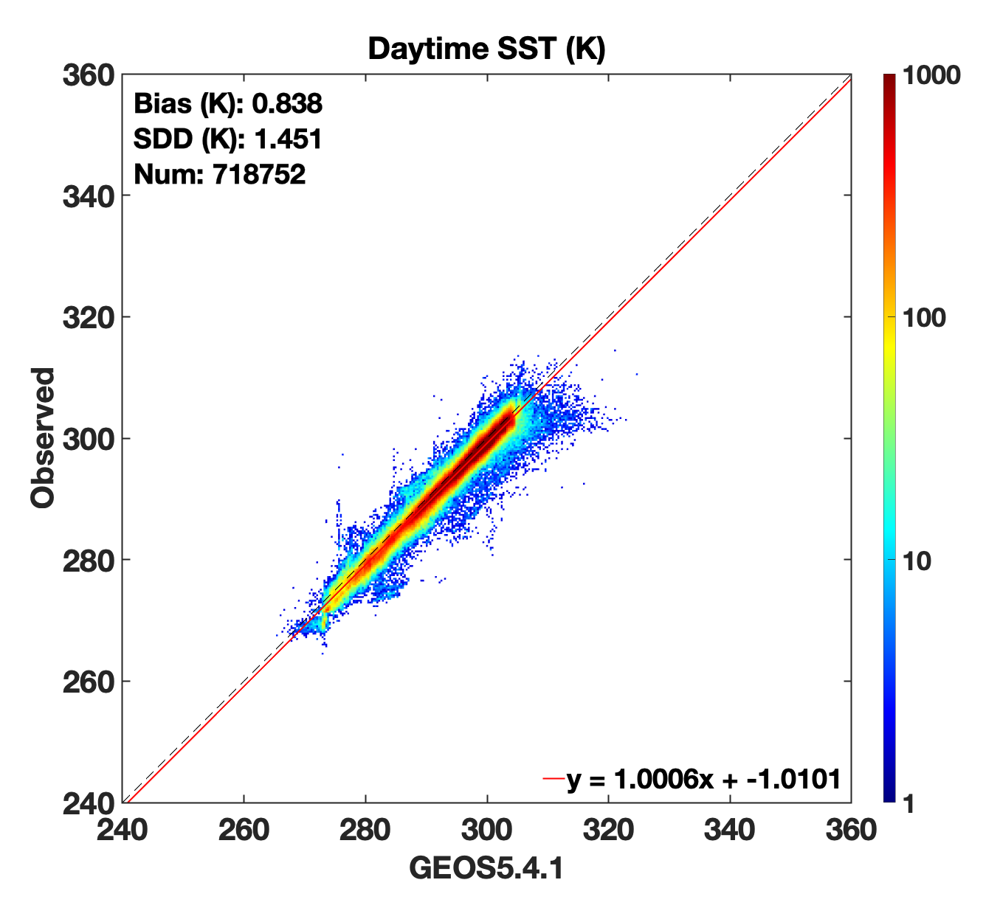 Daytime SST (K)
Bias (K): 0.838
SDD (K): 1.451
Num: 718752
360
340
320
300
280
260
240
Observed
240
260
280
300
320
340
360
GEOS5.4.1
y = 1.0006x + -1.0101
1000
100
10
1